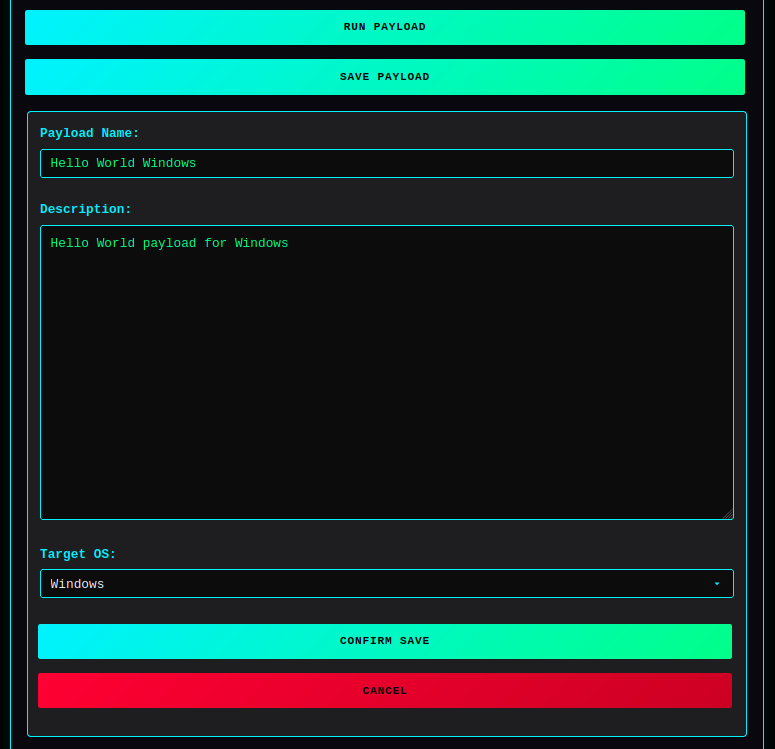 RUN PAYLOAD
SAVE PAYLOAD
Payload Name:
Hello World Windows
Description:
Hello World payload for Windows
Target OS:
Windows
CONFIRM SAVE
CANCEL